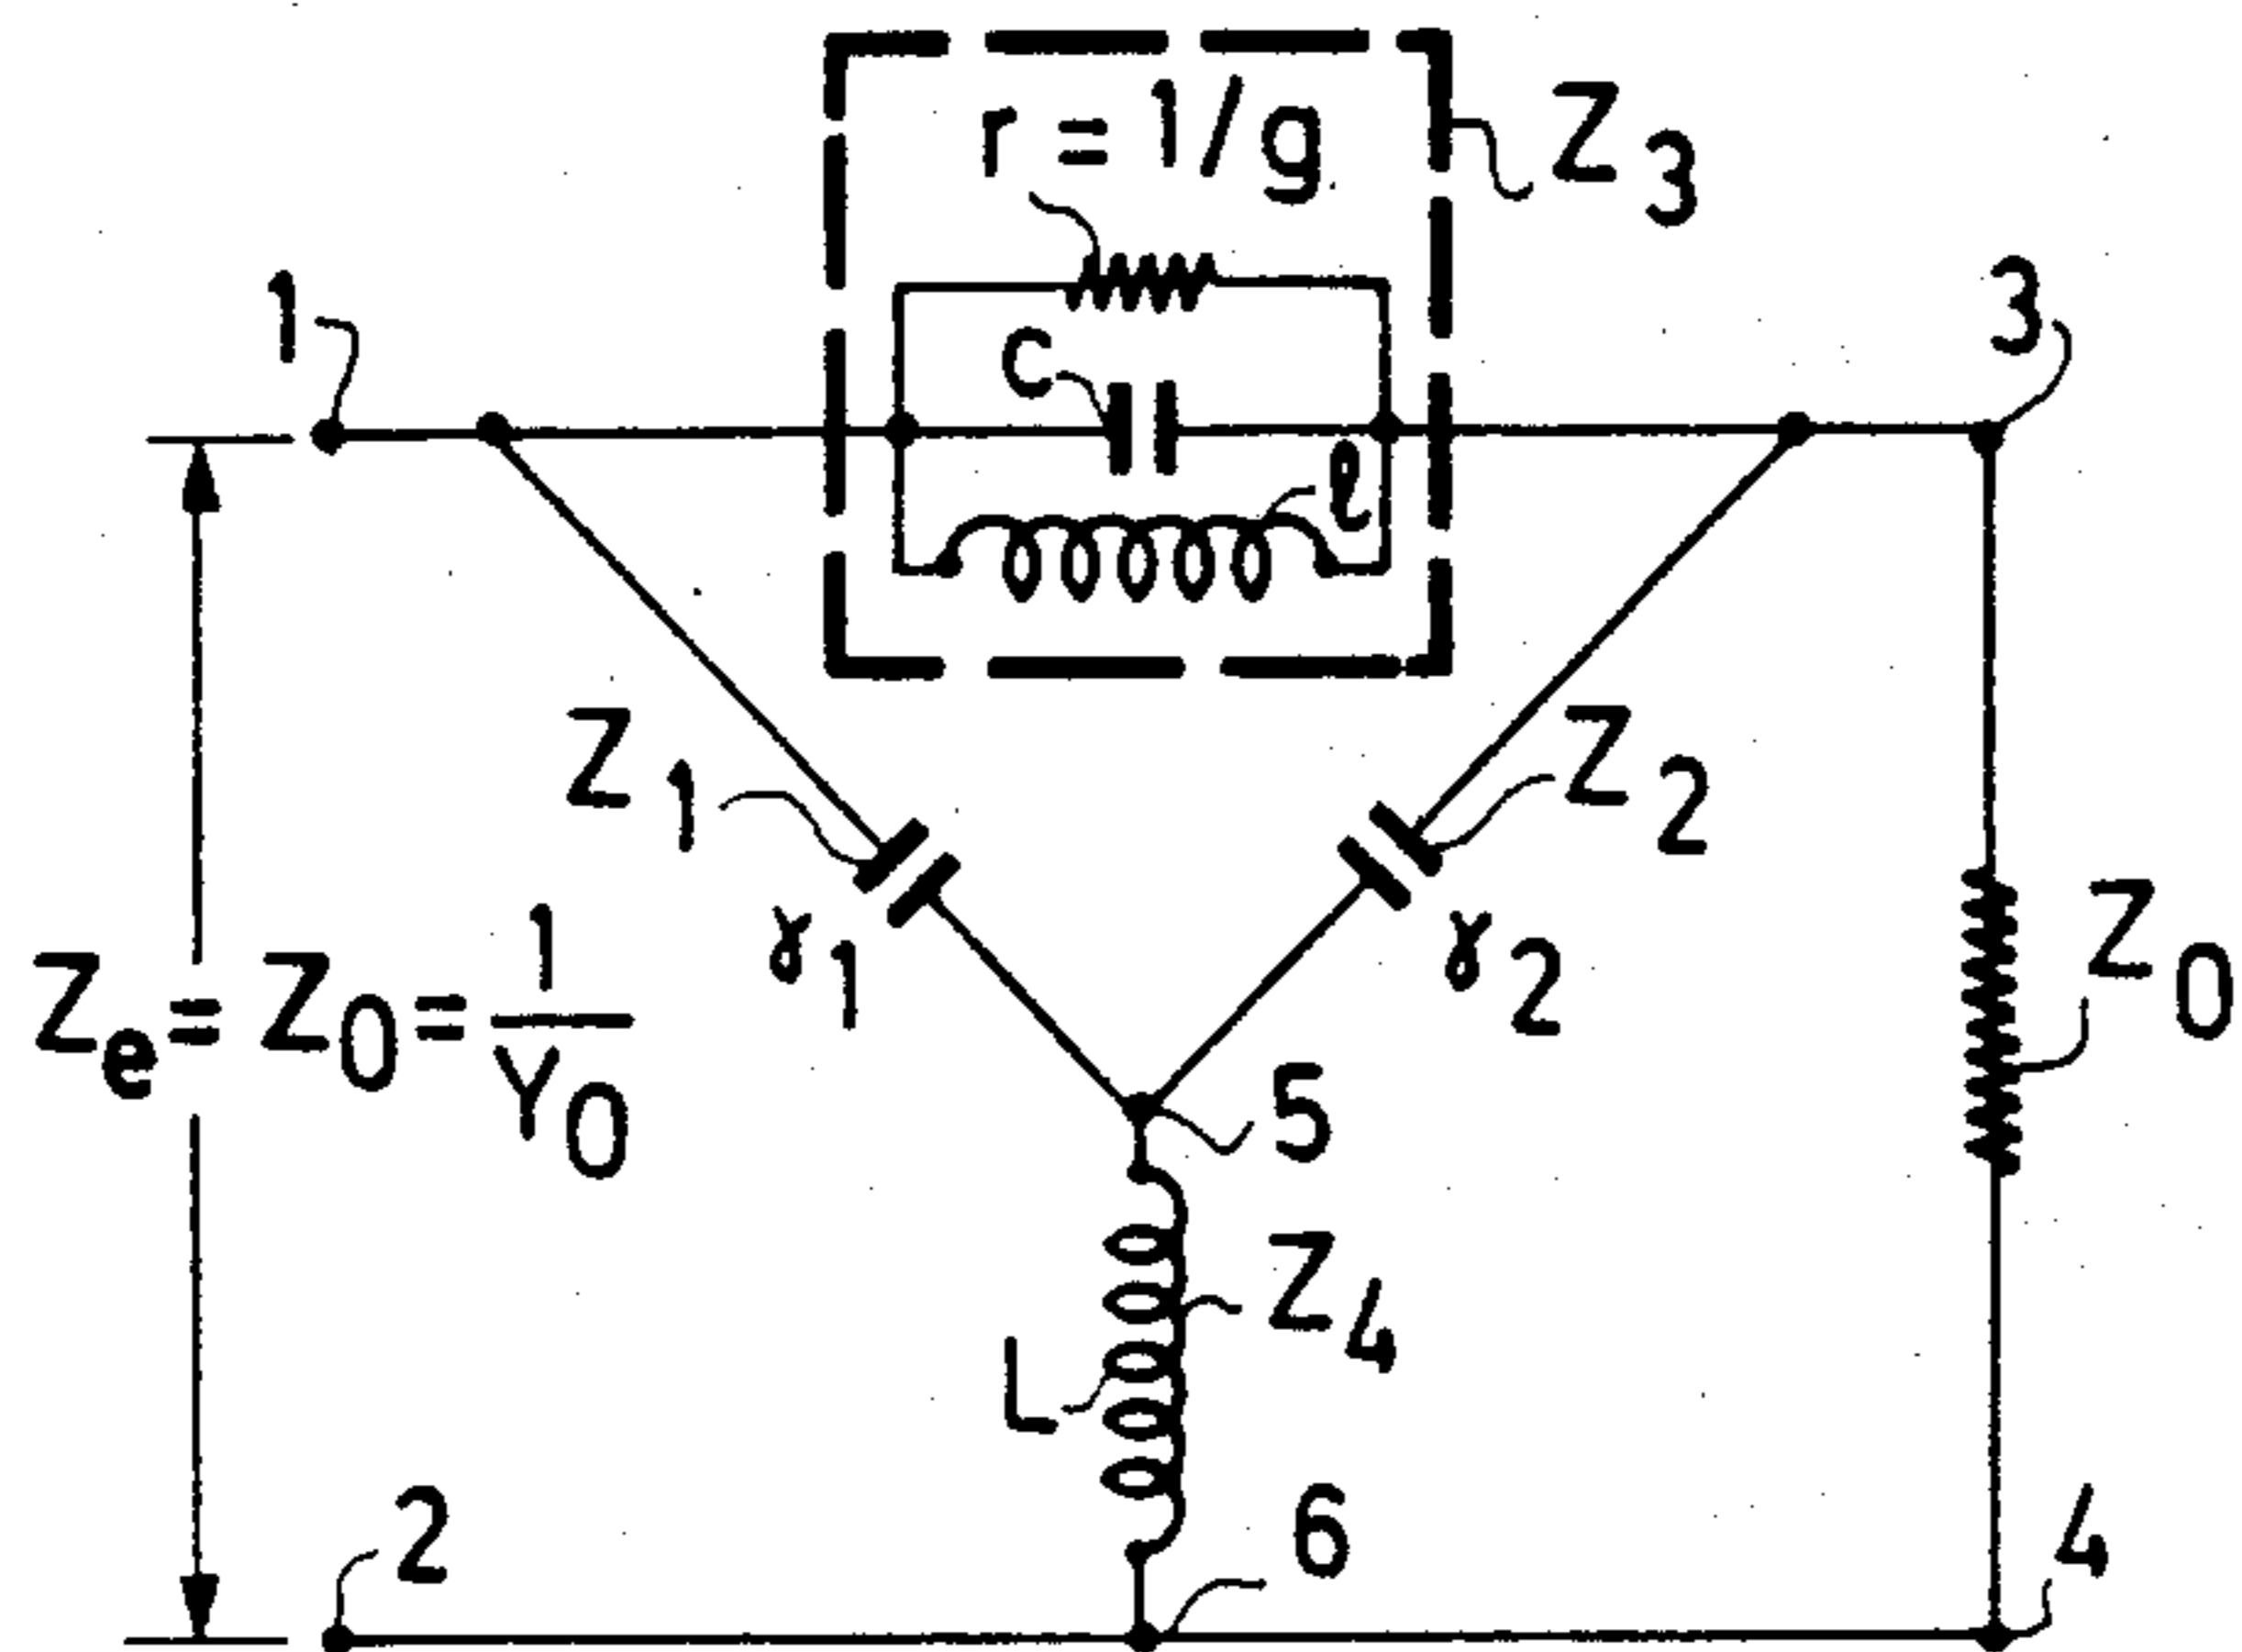 r = 1/g
Z3
1
3
C
ℓ
Z1
Z2
γ1
γ2
Ze = Z0 = 1/Y0
Z0
5
Z4
L
2
6
4